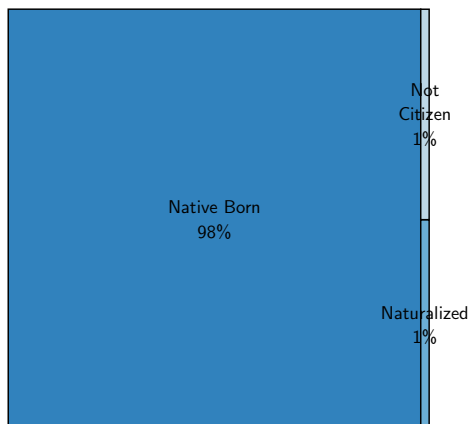 Not
Citizen
1%
Native Born
98%
Naturalized
1%